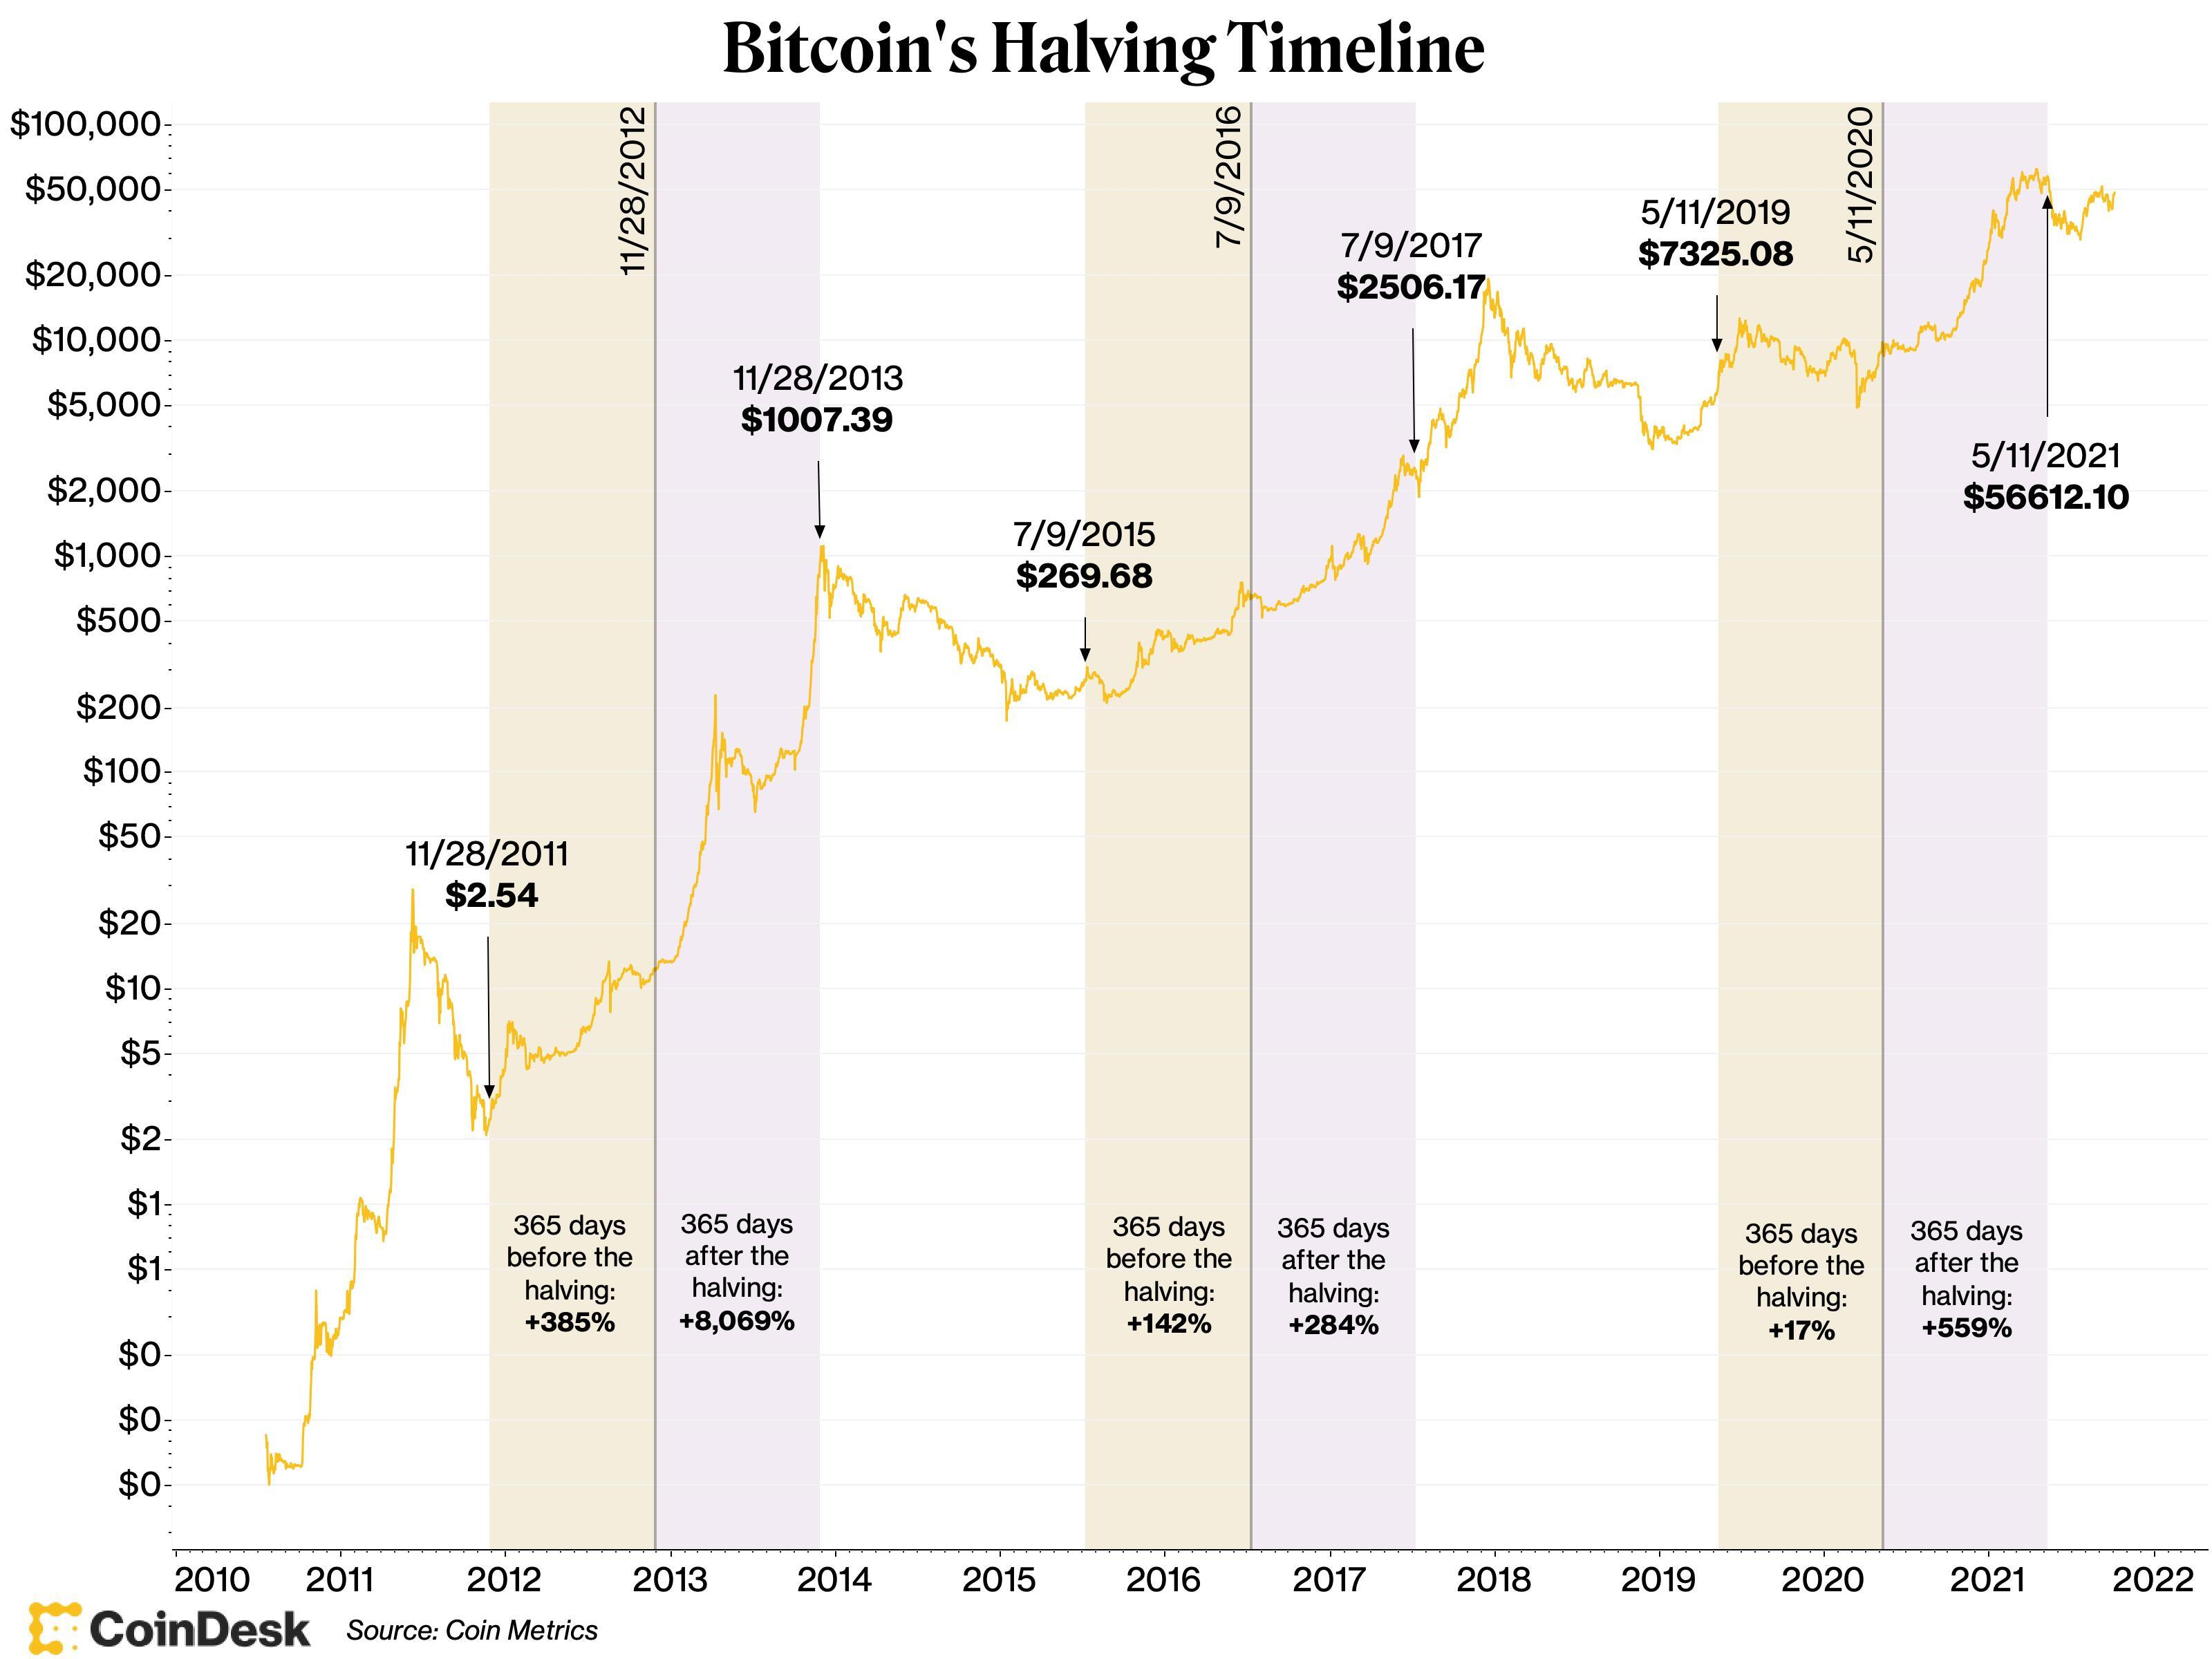 Bitcoin's Halving Timeline
$100,000
$50,000
$20,000
$10,000
$5,000
$2,000
$1,000
$500
$200
$100
$50
$20
$10
$5
$2
$1
$1
$0
$0
$0
11/28/2012
7/9/2016
5/11/2020
11/28/2011
$2.54
11/28/2013
$1007.39
7/9/2015
$269.68
7/9/2017
$2506.17
5/11/2019
$7325.08
5/11/2021
$56612.10
365 days
before the
halving:
+385%
365 days
after the
halving:
+8,069%
365 days
before the
halving:
+142%
365 days
after the
halving:
+284%
365 days
before the
halving:
+17%
365 days
after the
halving:
+559%
2010 2011 2012 2013 2014 2015 2016 2017 2018 2019 2020 2021 2022
CoinDesk
Source: Coin Metrics